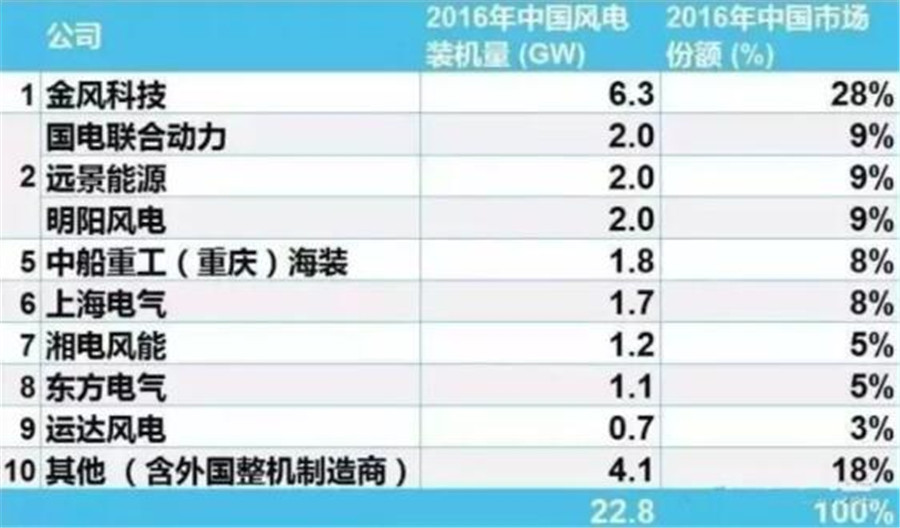 公司 2016年中国风电装机量 (GW) 2016年中国市场份额 (%)
1 金风科技 6.3 28%
国电联合动力 2.0 9%
2 远景能源 2.0 9%
明阳风电 2.0 9%
5 中船重工（重庆）海装 1.8 8%
6 上海电气 1.7 8%
7 湘电风能 1.2 5%
8 东方电气 1.1 5%
9 运达风电 0.7 3%
10 其他 （含外国整机制造商） 4.1 18%
22.8 100%